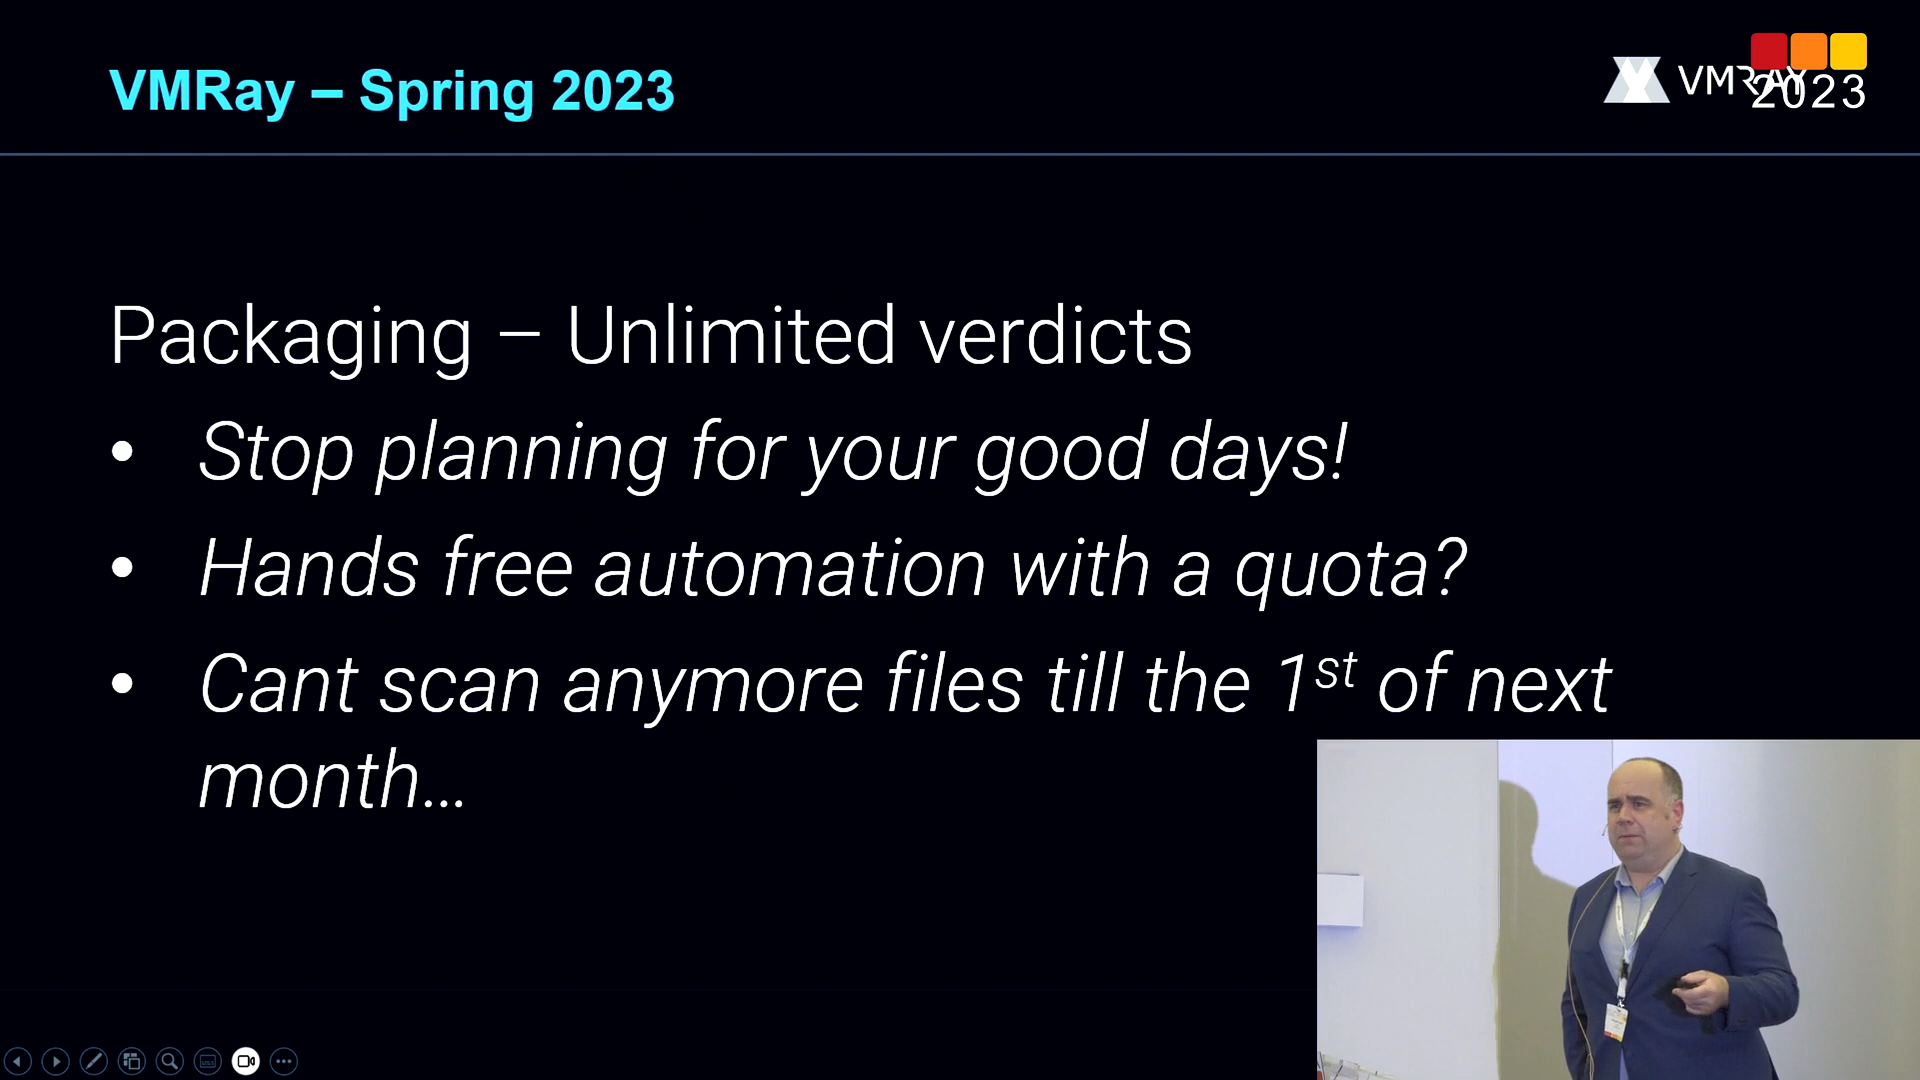 VMRay – Spring 2023
VMRAY
2023
Packaging – Unlimited verdicts
• Stop planning for your good days!
• Hands free automation with a quota?
• Cant scan anymore files till the 1st of next
month...